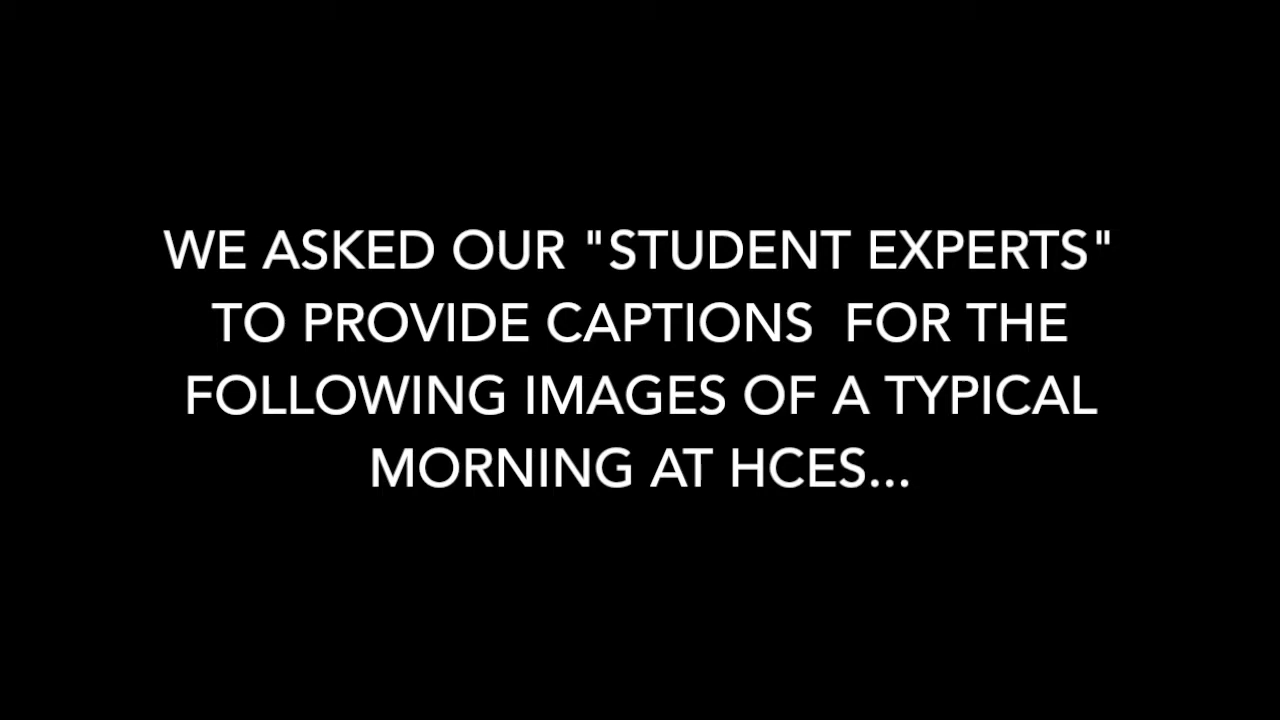 WE ASKED OUR "STUDENT EXPERTS"
TO PROVIDE CAPTIONS  FOR THE
FOLLOWING IMAGES OF A TYPICAL
MORNING AT HCES...